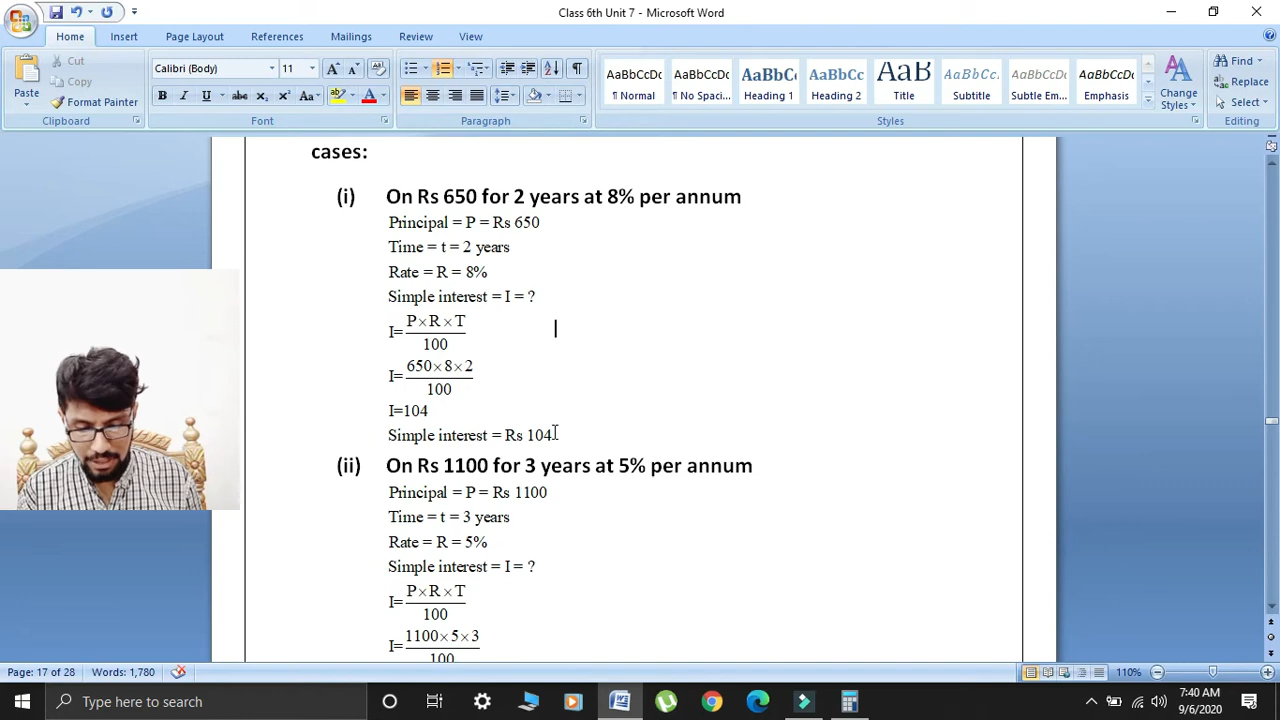 Class 6th Unit 7 - Microsoft Word
Home Insert Page Layout References Mailings Review View
Paste
Cut
Copy
Format Painter
Clipboard
Calibri (Body) 11
B I U abc x₂ x² Aa
Font
Paragraph
AaBbCcDc AaBbCcDc AaBbC AaBbCc AaB AaBbCc. AaBbCcDc AaBbCcDc
¶ Normal ¶ No Spaci... Heading 1 Heading 2 Title Subtitle Subtle Em... Emphasis
Change Styles
Styles
Find
Replace
Select
Editing
cases:
(i) On Rs 650 for 2 years at 8% per annum
Principal = P = Rs 650
Time = t = 2 years
Rate = R = 8%
Simple interest = I = ?
I= P×R×T
100
I= 650×8×2
100
I=104
Simple interest = Rs 104
(ii) On Rs 1100 for 3 years at 5% per annum
Principal = P = Rs 1100
Time = t = 3 years
Rate = R = 5%
Simple interest = I = ?
I= P×R×T
100
I= 1100×5×3
100
Page: 17 of 28 Words: 1,780 110%
Type here to search
7:40 AM
9/6/2020